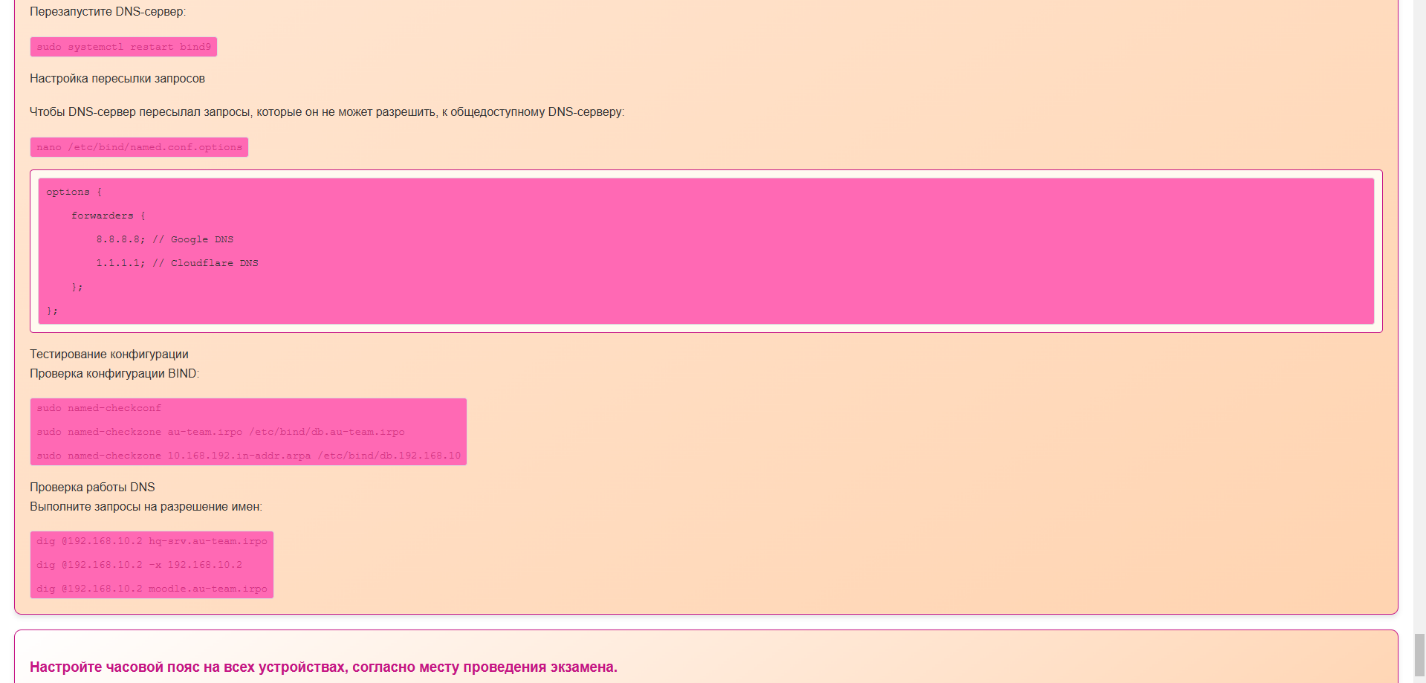 Перезапустите DNS-сервер:
sudo systemctl restart bind9
Настройка пересылки запросов
Чтобы DNS-сервер пересылал запросы, которые он не может разрешить, к общедоступному DNS-серверу:
nano /etc/bind/named.conf.options
options {
    forwarders {
        8.8.8.8; // Google DNS
        1.1.1.1; // Cloudflare DNS
    };
};
Тестирование конфигурации
Проверка конфигурации BIND:
sudo named-checkconf
sudo named-checkzone au-team.irpo /etc/bind/db.au-team.irpo
sudo named-checkzone 10.168.192.in-addr.arpa /etc/bind/db.192.168.10
Проверка работы DNS
Выполните запросы на разрешение имен:
dig @192.168.10.2 hq-srv.au-team.irpo
dig @192.168.10.2 -x 192.168.10.2
dig @192.168.10.2 moodle.au-team.irpo
Настройте часовой пояс на всех устройствах, согласно месту проведения экзамена.